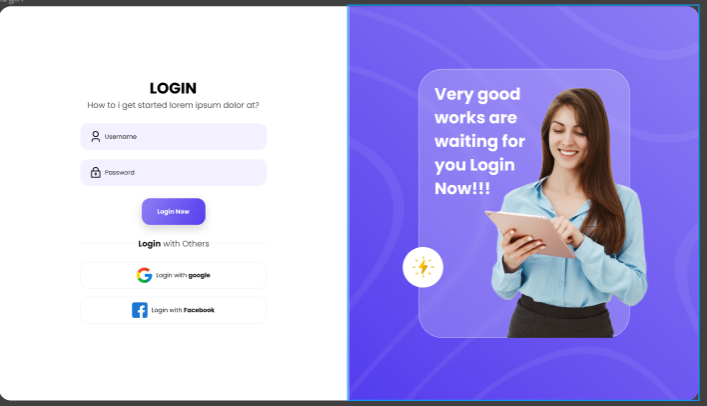 LOGIN
How to i get started lorem ipsum dolor at?
Username
Password
Login Now
Login with Others
Login with google
Login with Facebook
Very good
works are
waiting for
you Login
Now!!!